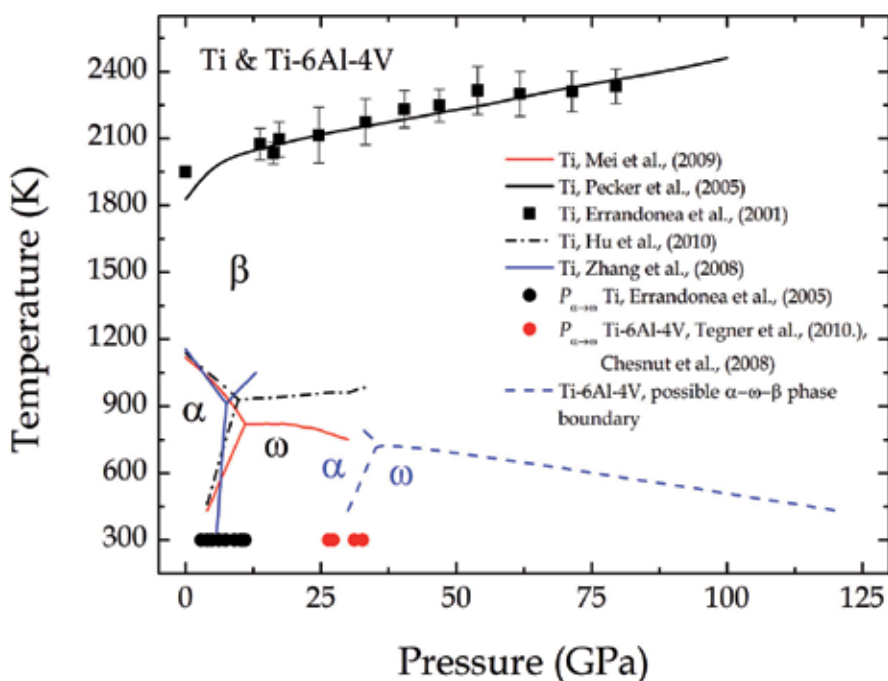 Ti & Ti-6Al-4V
2400
2100
1800
1500
1200
900
600
300
Temperature (K)
Ti, Mei et al., (2009)
Ti, Pecker et al., (2005)
Ti, Errandonea et al., (2001)
Ti, Hu et al., (2010)
Ti, Zhang et al., (2008)
P α→ω Ti, Errandonea et al., (2005)
P α→ω Ti-6Al-4V, Tegner et al., (2010.),
Chesnut et al., (2008)
Ti-6Al-4V, possible α–ω–β phase
boundary
β
α
ω
α
ω
0 25 50 75 100 125
Pressure (GPa)